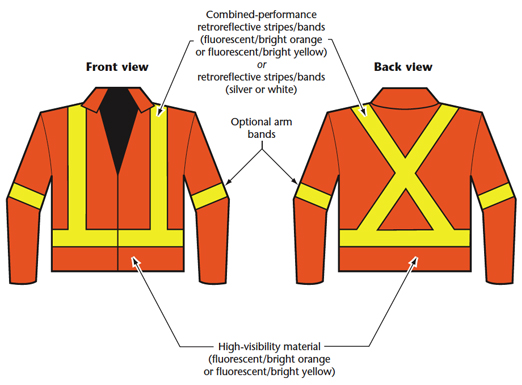 Combined-performance
retroreflective stripes/bands
(fluorescent/bright orange
or fluorescent/bright yellow)
or
retroreflective stripes/bands
(silver or white)
Front view
Back view
Optional arm
bands
High-visibility material
(fluorescent/bright orange
or fluorescent/bright yellow)